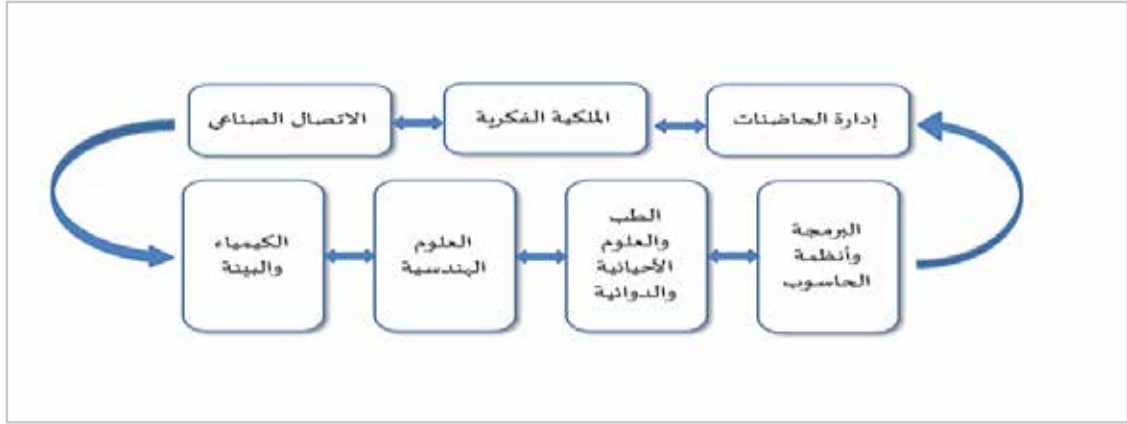 إدارة الحاضنات
الملكية الفكرية
الاتصال الصناعي
البرمجة
وأنظمة
الحاسوب
الطب
والعلوم
الأحيائية
والدوائية
العلوم
الهندسية
الكيمياء
والبيئة